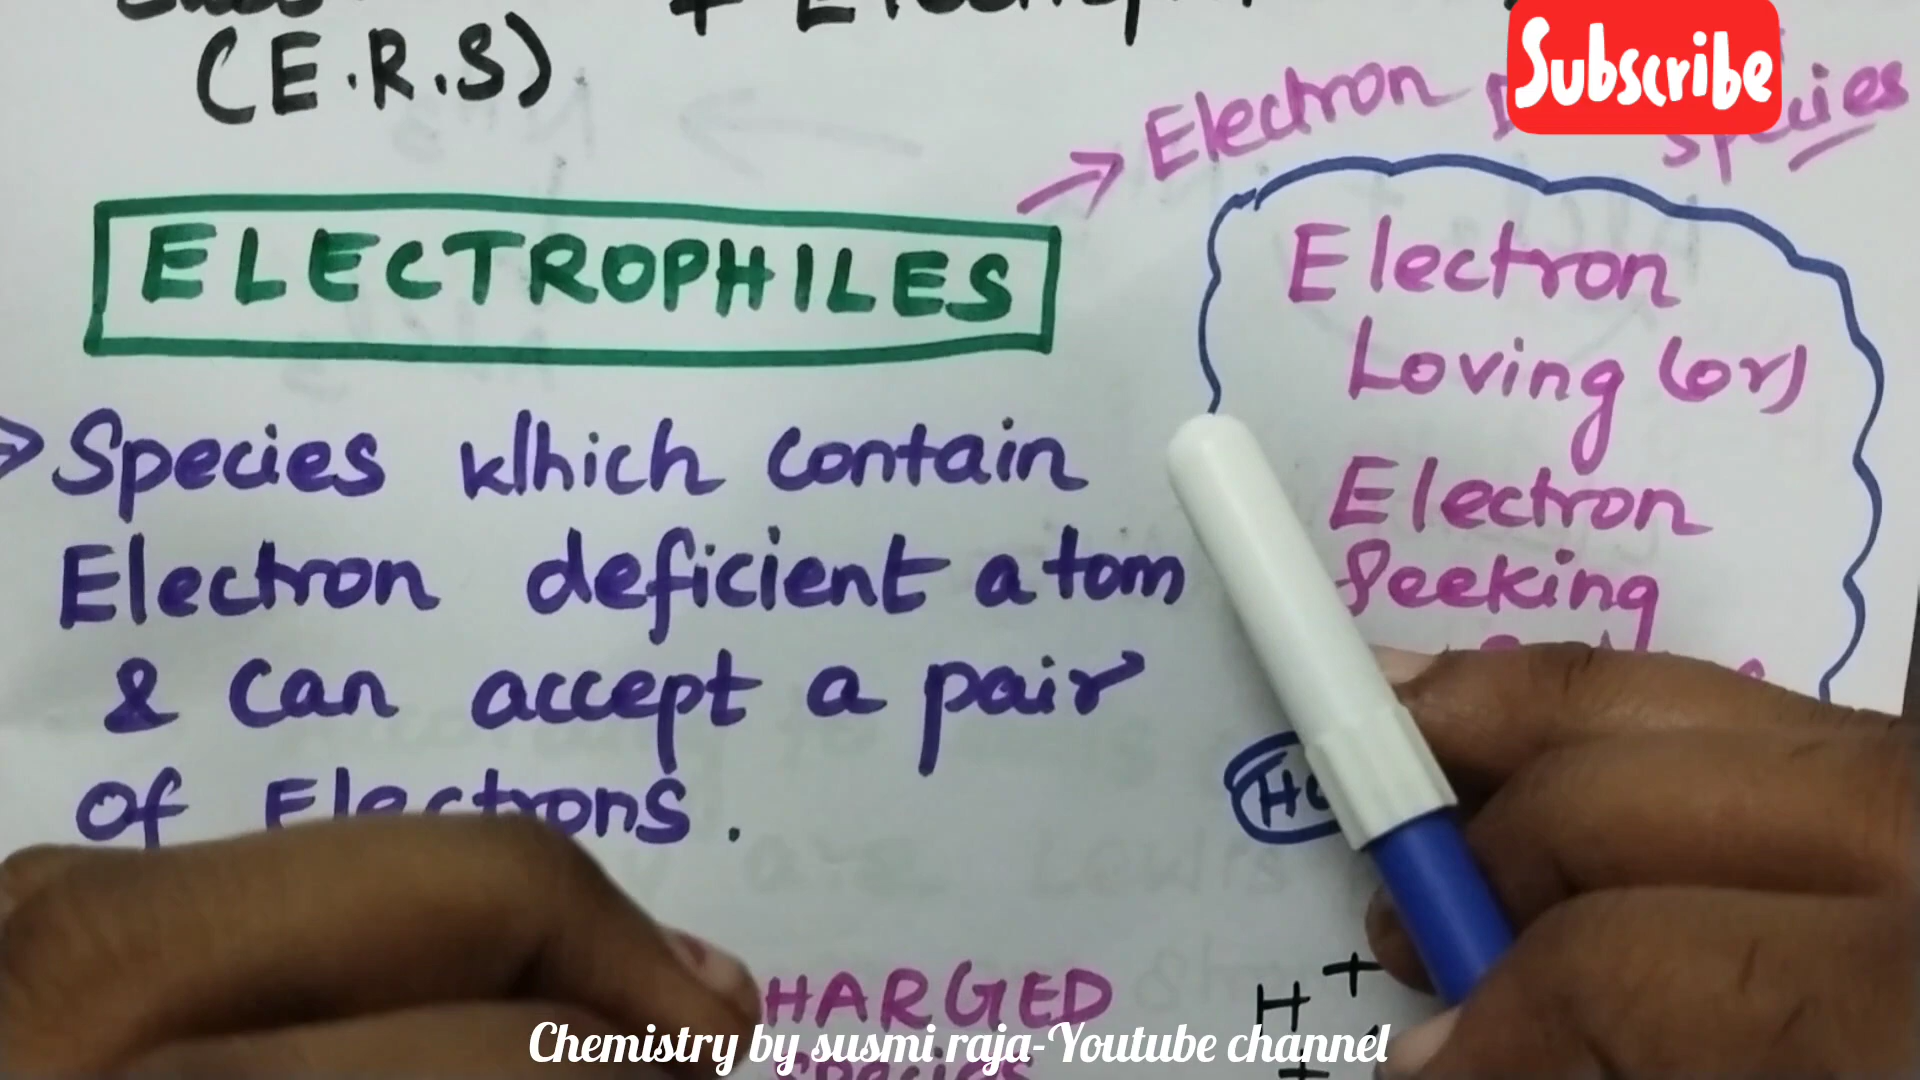 (E.R.S)
Subscribe
Electron
species
ELECTROPHILES
Electron
Loving (or)
Electron
Seeking
Species Which contain
Electron deficient atom
& can accept a pair
of Electrons.
H+
Chemistry by susmi raja-Youtube channel
species